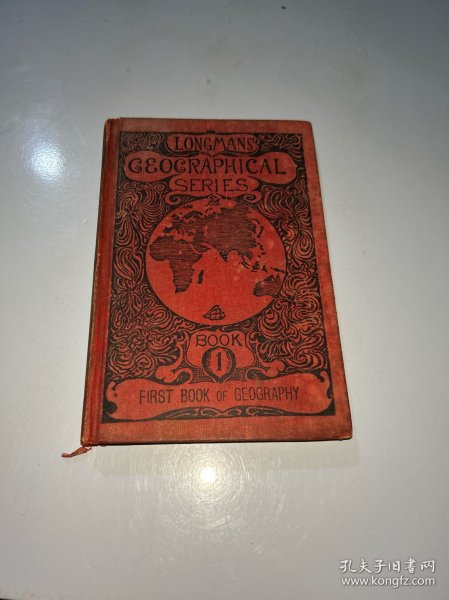 LONGMANS'
GEOGRAPHICAL
SERIES
BOOK
1
FIRST BOOK OF GEOGRAPHY
孔夫子旧书网
www.kongfz.com